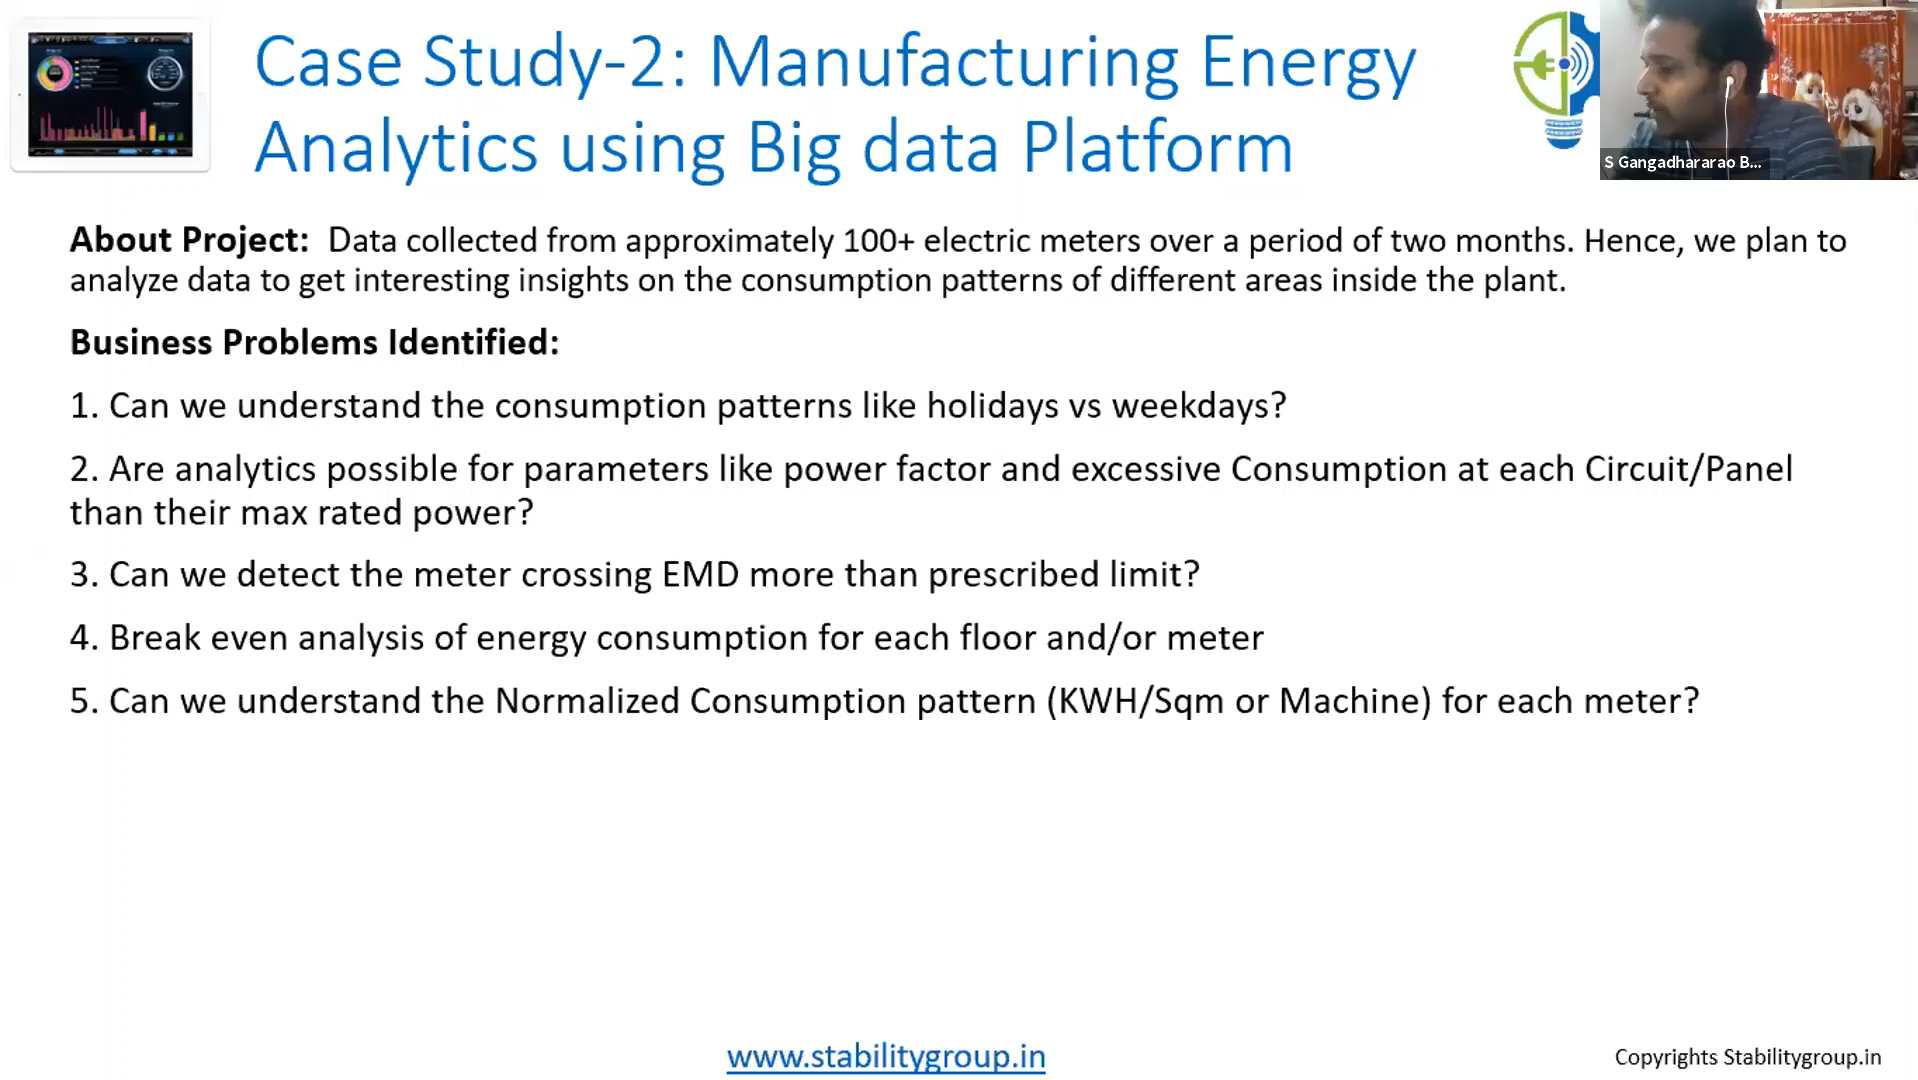 Case Study-2: Manufacturing Energy
Analytics using Big data Platform
S Gangadhararao B...
About Project: Data collected from approximately 100+ electric meters over a period of two months. Hence, we plan to
analyze data to get interesting insights on the consumption patterns of different areas inside the plant.
Business Problems Identified:
1. Can we understand the consumption patterns like holidays vs weekdays?
2. Are analytics possible for parameters like power factor and excessive Consumption at each Circuit/Panel
than their max rated power?
3. Can we detect the meter crossing EMD more than prescribed limit?
4. Break even analysis of energy consumption for each floor and/or meter
5. Can we understand the Normalized Consumption pattern (KWH/Sqm or Machine) for each meter?
www.stabilitygroup.in
Copyrights Stabilitygroup.in